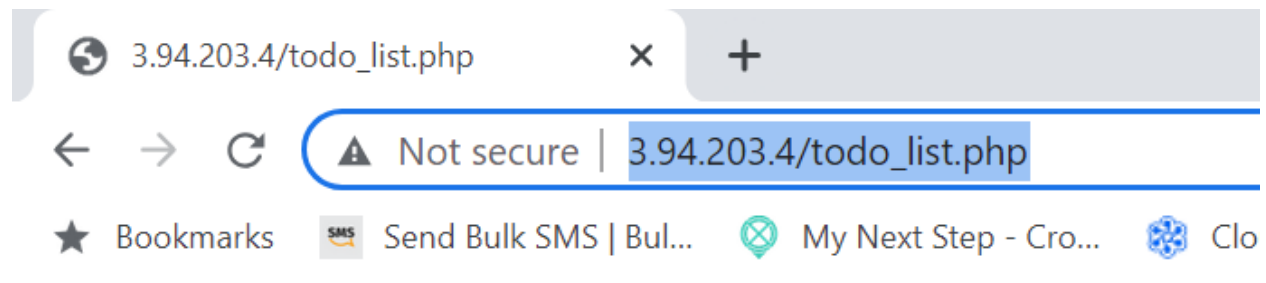 3.94.203.4/todo_list.php
Not secure | 3.94.203.4/todo_list.php
Bookmarks SMS Send Bulk SMS | Bul... My Next Step - Cro... Clo